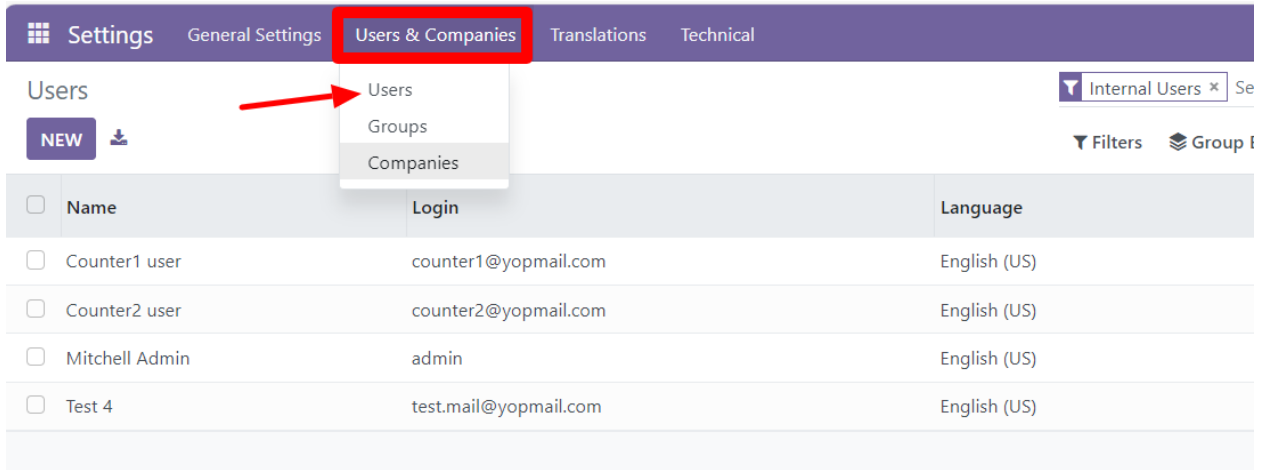 Settings General Settings Users & Companies Translations Technical
Users
Users
Internal Users × Se
Groups
NEW
Filters Group
Companies
Name Login Language
Counter1 user counter1@yopmail.com English (US)
Counter2 user counter2@yopmail.com English (US)
Mitchell Admin admin English (US)
Test 4 test.mail@yopmail.com English (US)